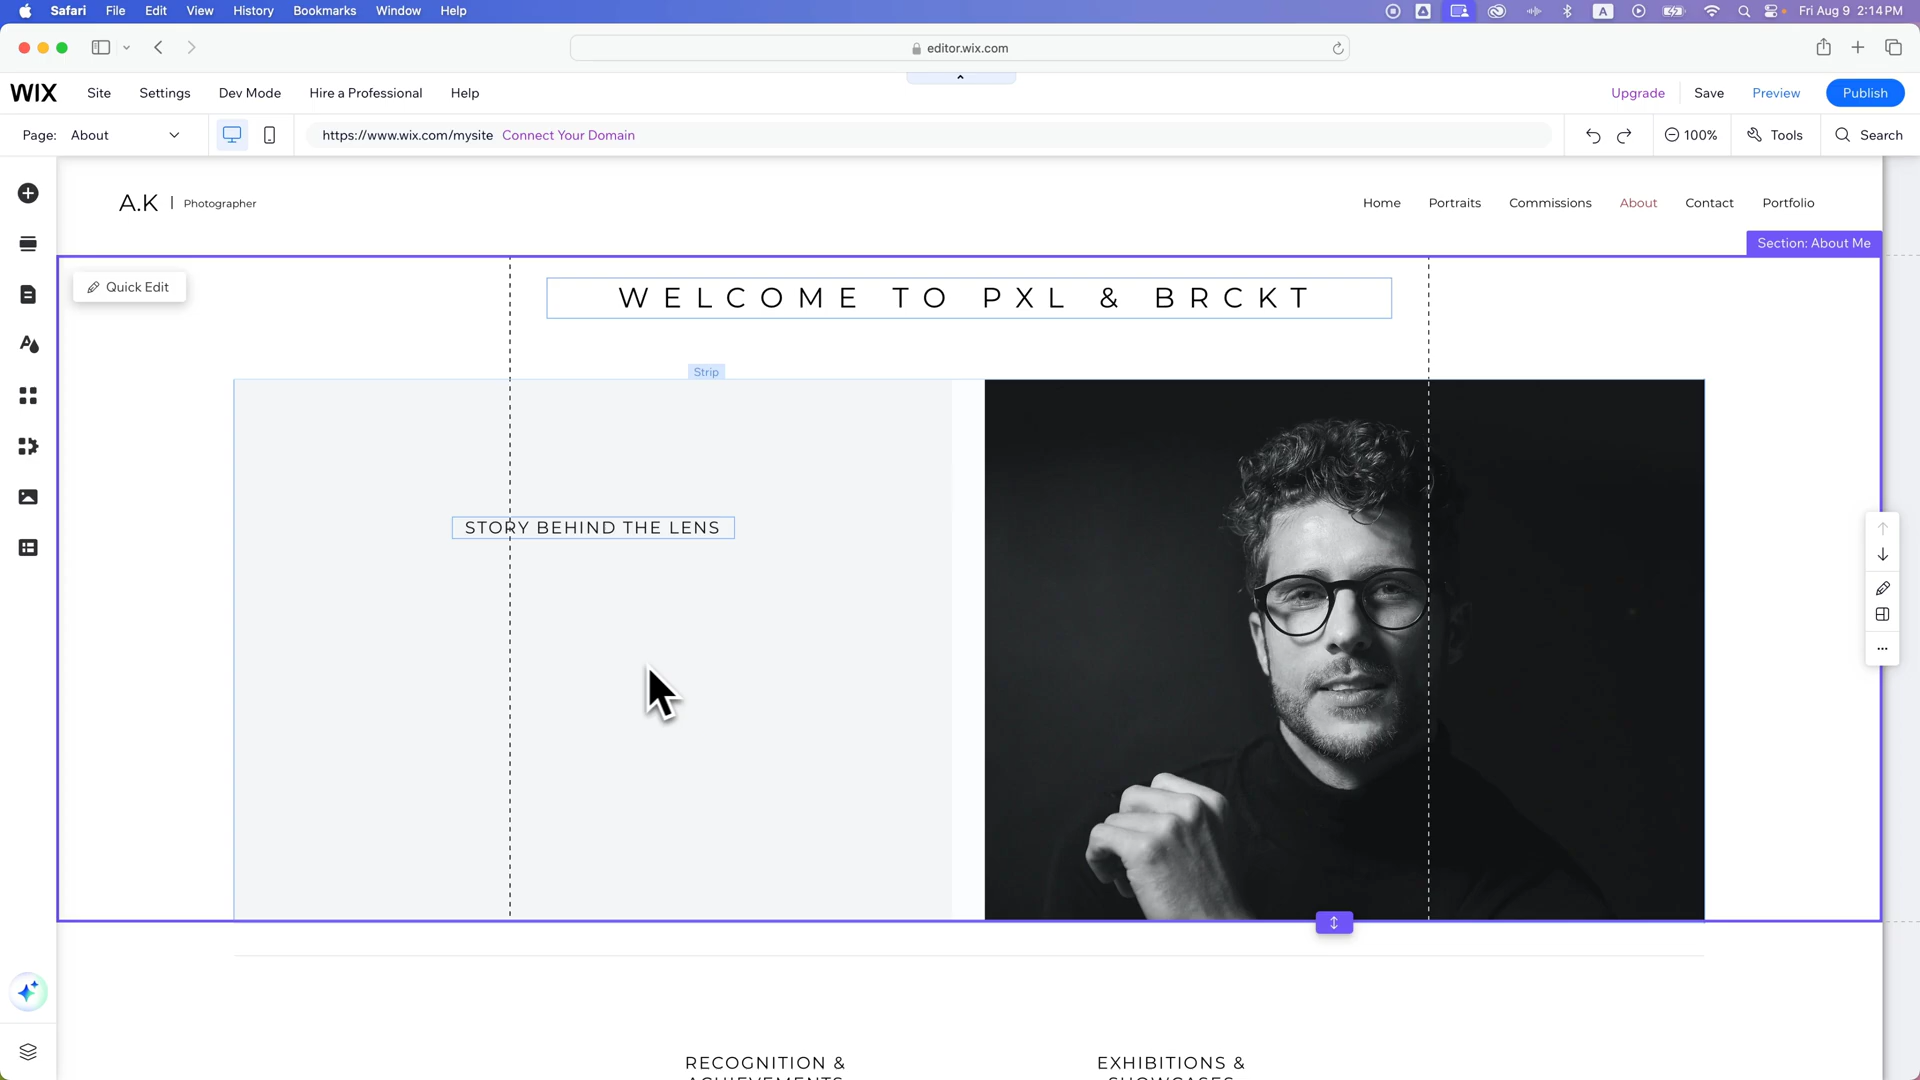 Safari File Edit View History Bookmarks Window Help A Fri Aug 9 2:14 PM
editor.wix.com
WIX Site Settings Dev Mode Hire a Professional Help Upgrade Save Preview Publish
Page: About https://www.wix.com/mysite Connect Your Domain 100% Tools Search
A.K | Photographer Home Portraits Commissions About Contact Portfolio
Section: About Me
Quick Edit
WELCOME TO PXL & BRCKT
Strip
STORY BEHIND THE LENS
RECOGNITION & EXHIBITIONS &
ACHIEVEMENTS SHOWCASES